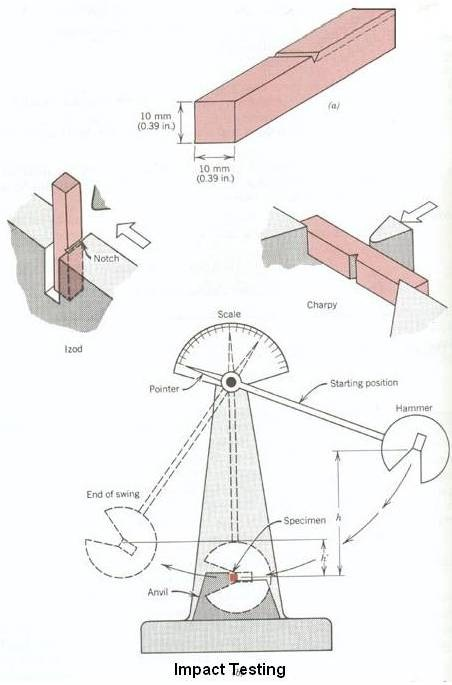 10 mm
(0.39 in.)
(a)
10 mm
(0.39 in.)
Notch
Izod
Charpy
Scale
Pointer
Starting position
Hammer
End of swing
h
Specimen
h'
Anvil
Impact Testing